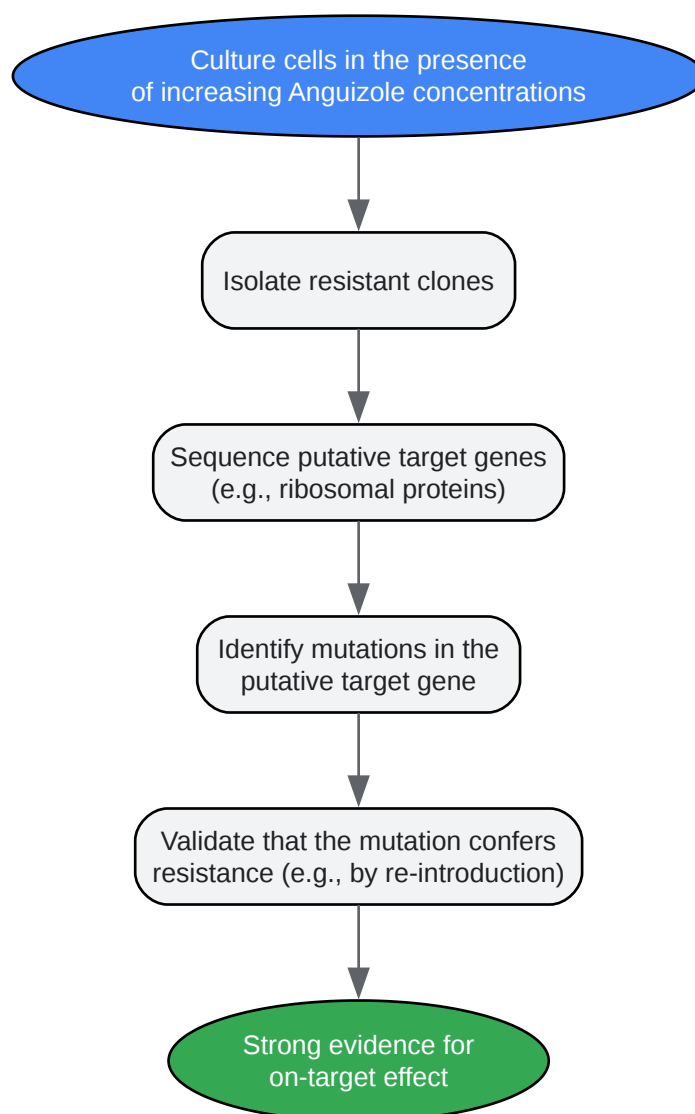 Culture cells in the presence
of increasing Anguizole concentrations
Isolate resistant clones
Sequence putative target genes
(e.g., ribosomal proteins)
Identify mutations in the
putative target gene
Validate that the mutation confers
resistance (e.g., by re-introduction)
Strong evidence for
on-target effect